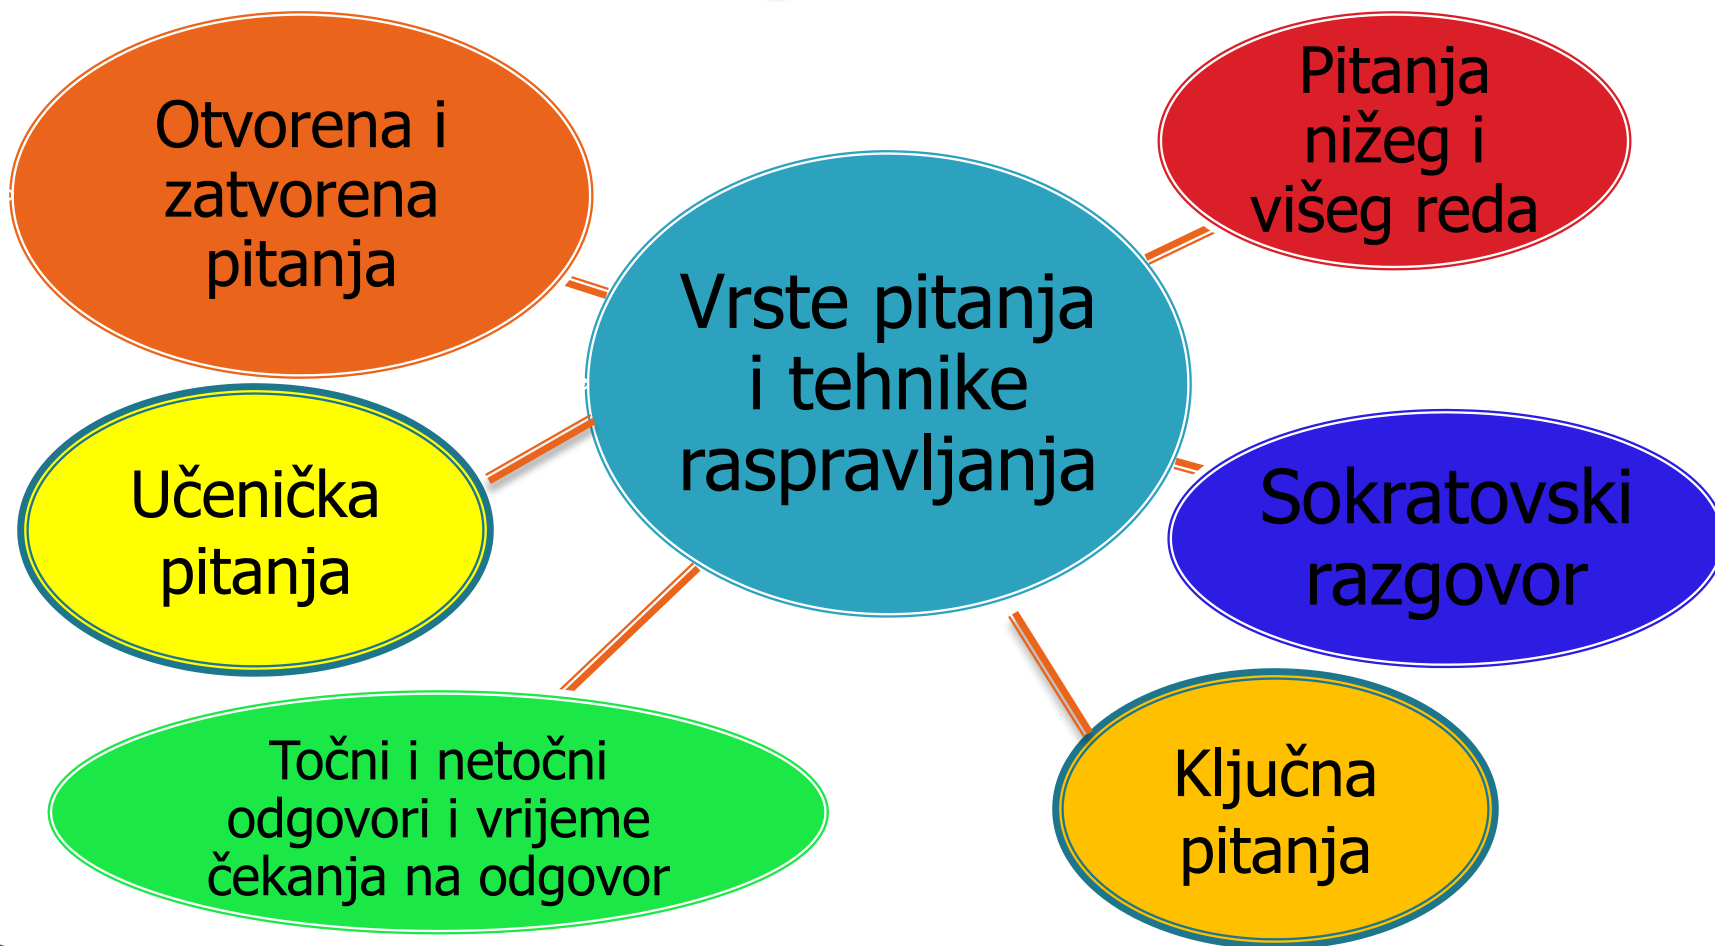 Otvorena i
zatvorena
pitanja
Pitanja
nižeg i
višeg reda
Vrste pitanja
i tehnike
raspravljanja
Učenička
pitanja
Sokratovski
razgovor
Točni i netočni
odgovori i vrijeme
čekanja na odgovor
Ključna
pitanja